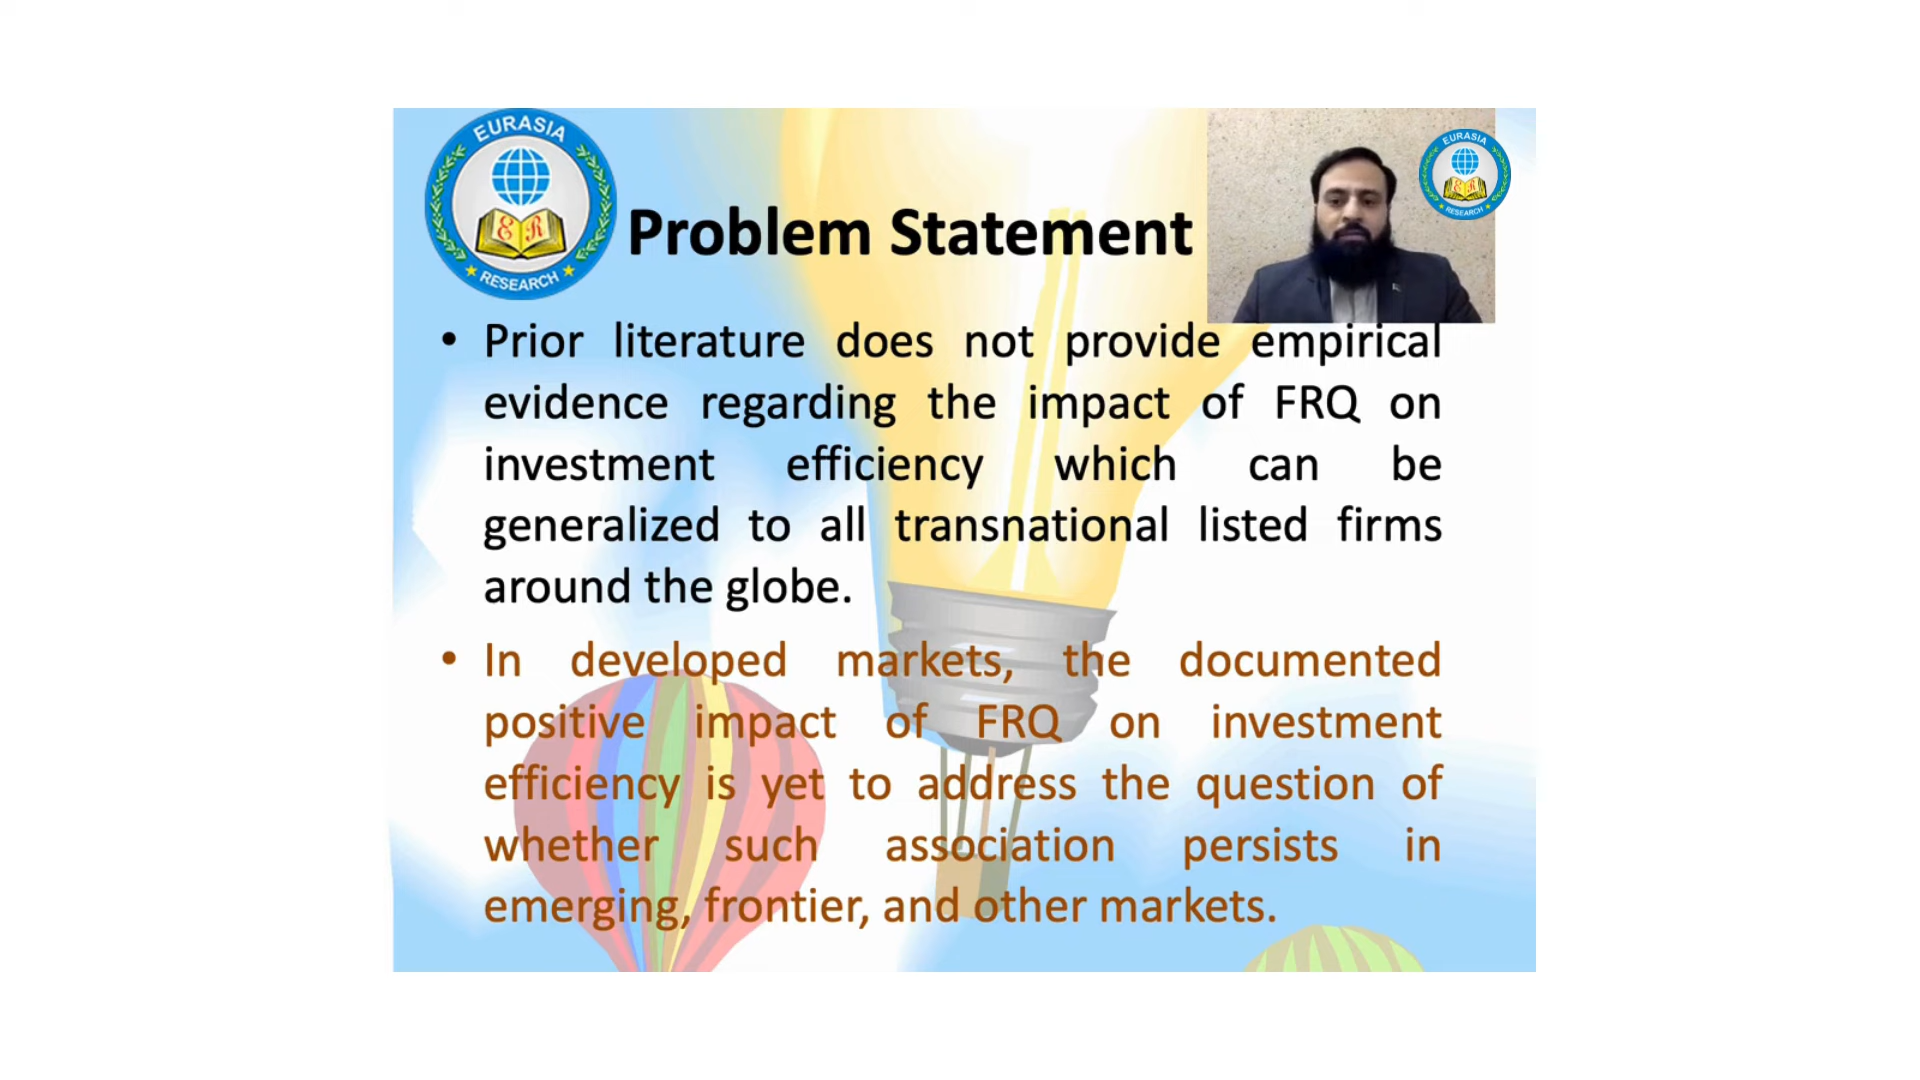 EURASIA
E R
RESEARCH
Problem Statement
EURASIA
E R
RESEARCH
• Prior literature does not provide empirical
evidence regarding the impact of FRQ on
investment efficiency which can be
generalized to all transnational listed firms
around the globe.
• In developed markets, the documented
positive impact of FRQ on investment
efficiency is yet to address the question of
whether such association persists in
emerging, frontier, and other markets.